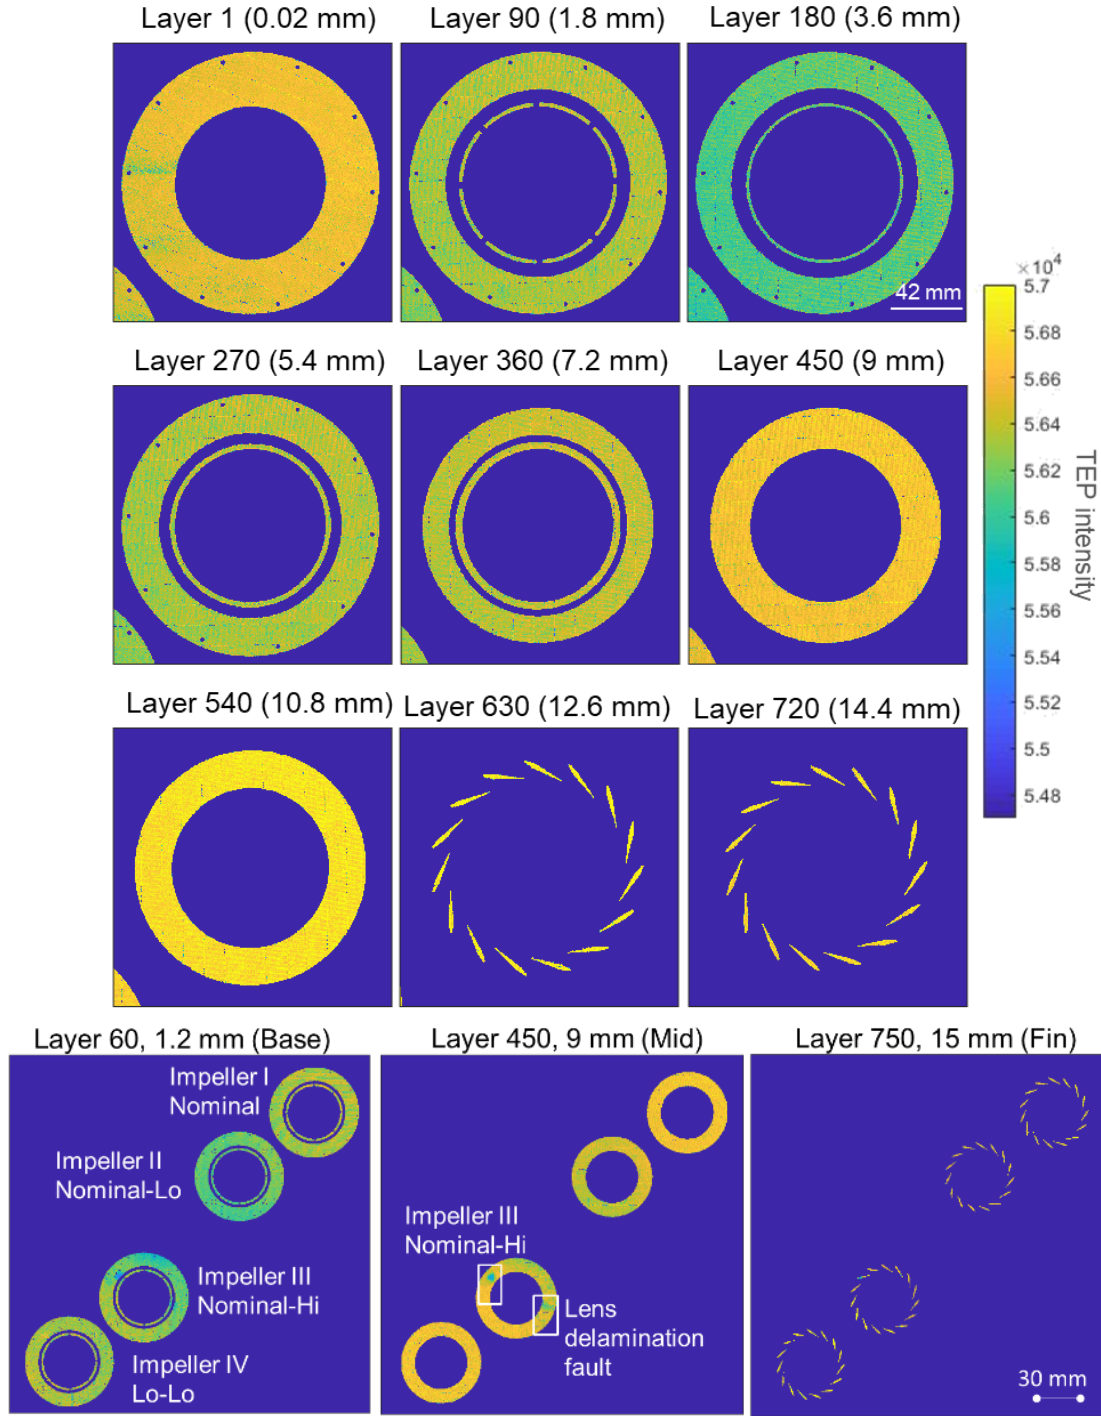 Layer 1 (0.02 mm) Layer 90 (1.8 mm) Layer 180 (3.6 mm)
42 mm
Layer 270 (5.4 mm) Layer 360 (7.2 mm) Layer 450 (9 mm)
Layer 540 (10.8 mm) Layer 630 (12.6 mm) Layer 720 (14.4 mm)
×10⁴
5.7
5.68
5.66
5.64
5.62
5.6
5.58
5.56
5.54
5.52
5.5
5.48
TEP intensity
Layer 60, 1.2 mm (Base) Layer 450, 9 mm (Mid) Layer 750, 15 mm (Fin)
Impeller I
Nominal
Impeller II
Nominal-Lo
Impeller III
Nominal-Hi
Impeller IV
Lo-Lo
Impeller III
Nominal-Hi
Lens
delamination
fault
30 mm